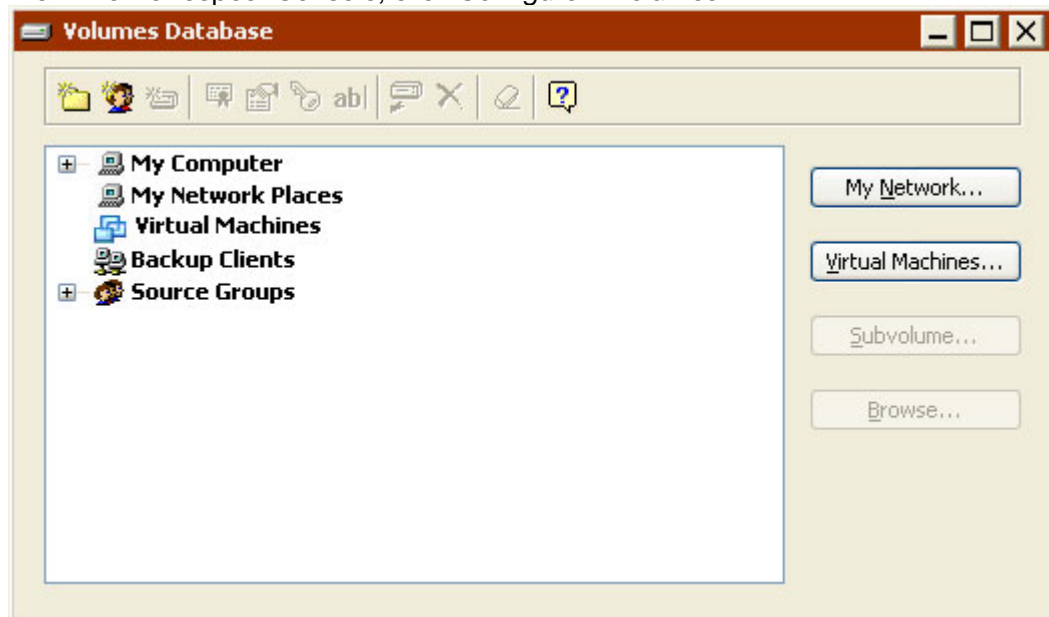 Volumes Database
ab|
My Computer
My Network Places
Virtual Machines
Backup Clients
Source Groups
My Network...
Virtual Machines...
Subvolume...
Browse...